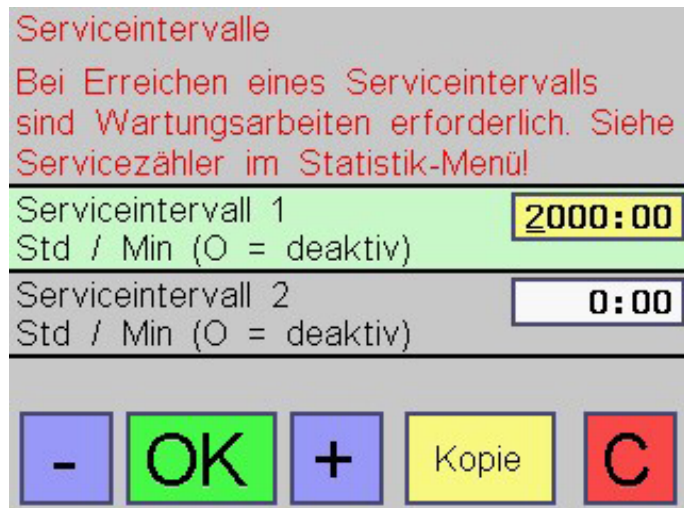 Serviceintervalle
Bei Erreichen eines Serviceintervalls
sind Wartungsarbeiten erforderlich. Siehe
Servicezähler im Statistik-Menü!
Serviceintervall 1
2000:00
Std / Min (O = deaktiv)
Serviceintervall 2
0:00
Std / Min (O = deaktiv)
- OK + Kopie C